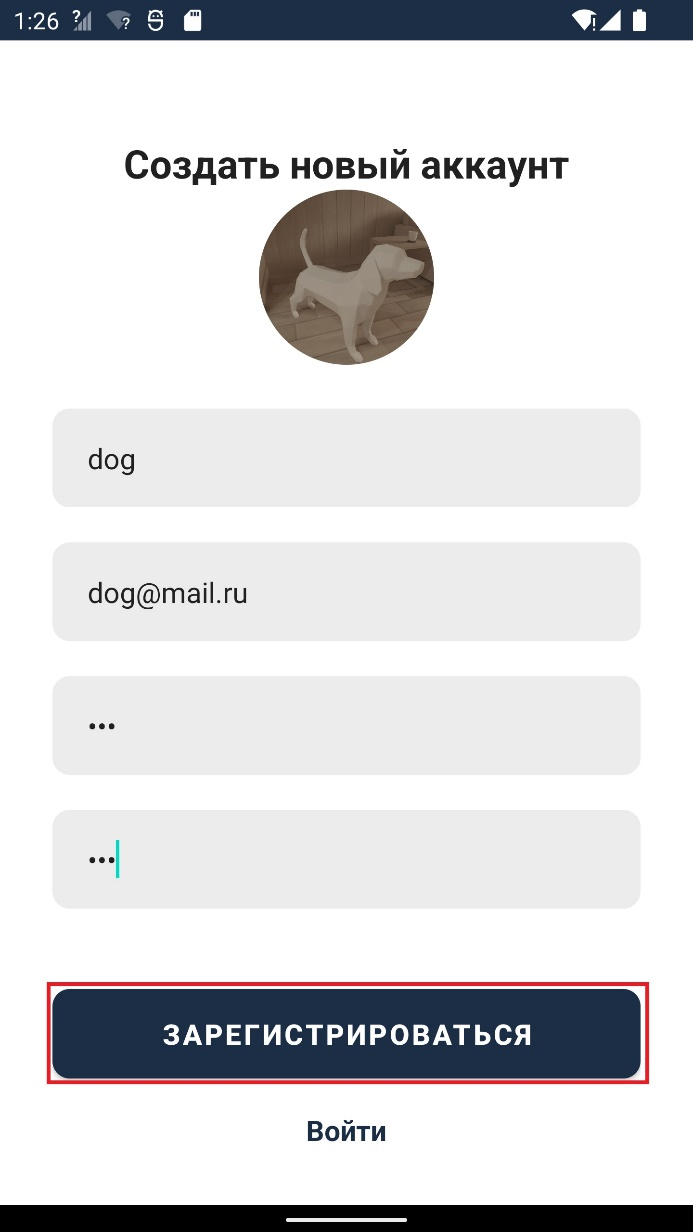 1:26
Создать новый аккаунт
dog
dog@mail.ru
•••
•••
ЗАРЕГИСТРИРОВАТЬСЯ
Войти